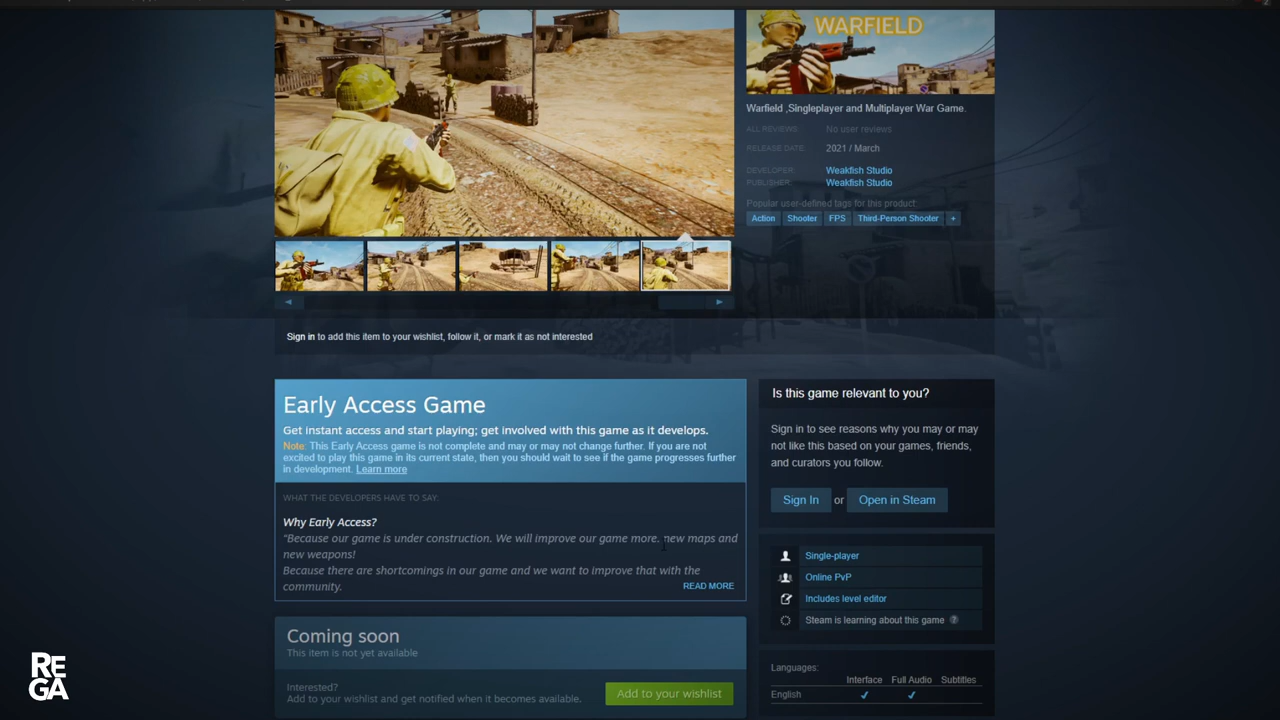 WARFIELD
Warfield ,Singleplayer and Multiplayer War Game.
ALL REVIEWS: No user reviews
RELEASE DATE: 2021 / March
DEVELOPER: Weakfish Studio
PUBLISHER: Weakfish Studio
Popular user-defined tags for this product:
Action Shooter FPS Third-Person Shooter +
Sign in to add this item to your wishlist, follow it, or mark it as not interested
Early Access Game
Get instant access and start playing; get involved with this game as it develops.
Note: This Early Access game is not complete and may or may not change further. If you are not
excited to play this game in its current state, then you should wait to see if the game progresses further
in development. Learn more
WHAT THE DEVELOPERS HAVE TO SAY:
Why Early Access?
“Because our game is under construction. We will improve our game more. new maps and
new weapons!
Because there are shortcomings in our game and we want to improve that with the
community.
READ MORE
Coming soon
This item is not yet available
Interested?
Add to your wishlist and get notified when it becomes available.
Add to your wishlist
Is this game relevant to you?
Sign in to see reasons why you may or may
not like this based on your games, friends,
and curators you follow.
Sign In or Open in Steam
Single-player
Online PvP
Includes level editor
Steam is learning about this game ?
Languages:
Interface Full Audio Subtitles
English ✔ ✔
RE
GA